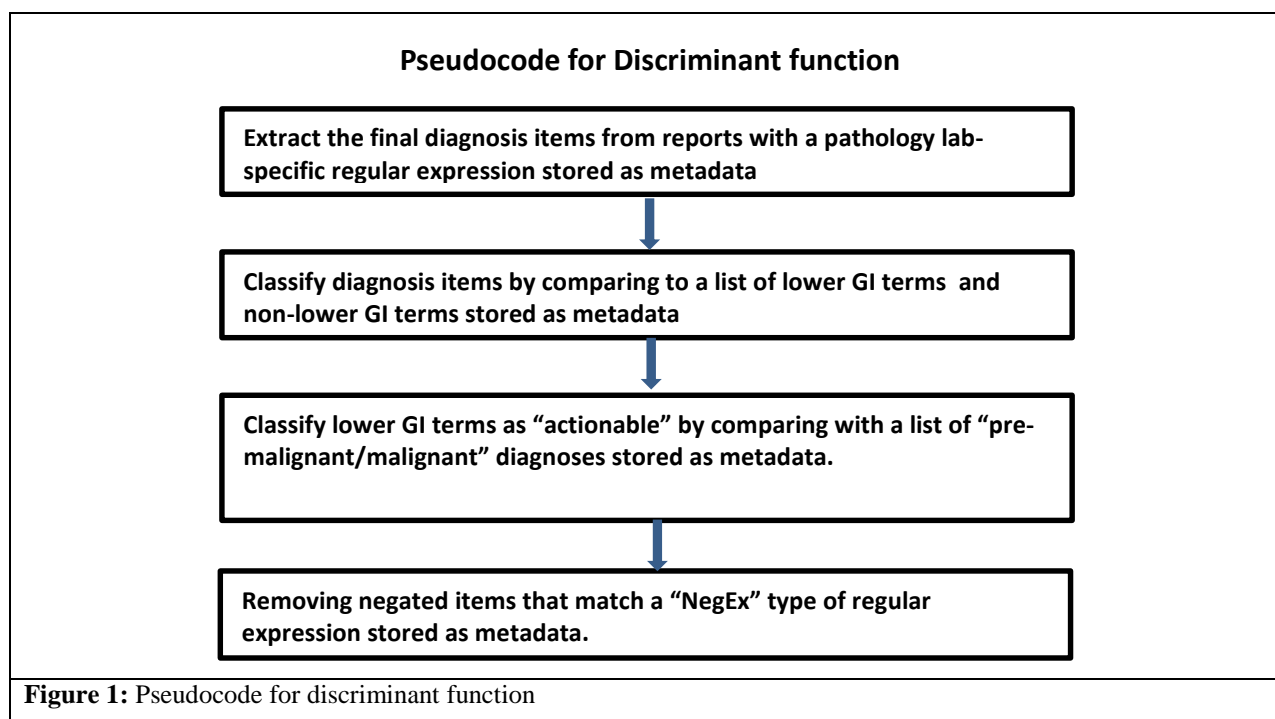 Pseudocode for Discriminant function
Extract the final diagnosis items from reports with a pathology lab-
specific regular expression stored as metadata
Classify diagnosis items by comparing to a list of lower GI terms  and
non-lower GI terms stored as metadata
Classify lower GI terms as “actionable” by comparing with a list of “pre-
malignant/malignant” diagnoses stored as metadata.
Removing negated items that match a “NegEx” type of regular
expression stored as metadata.
Figure 1: Pseudocode for discriminant function